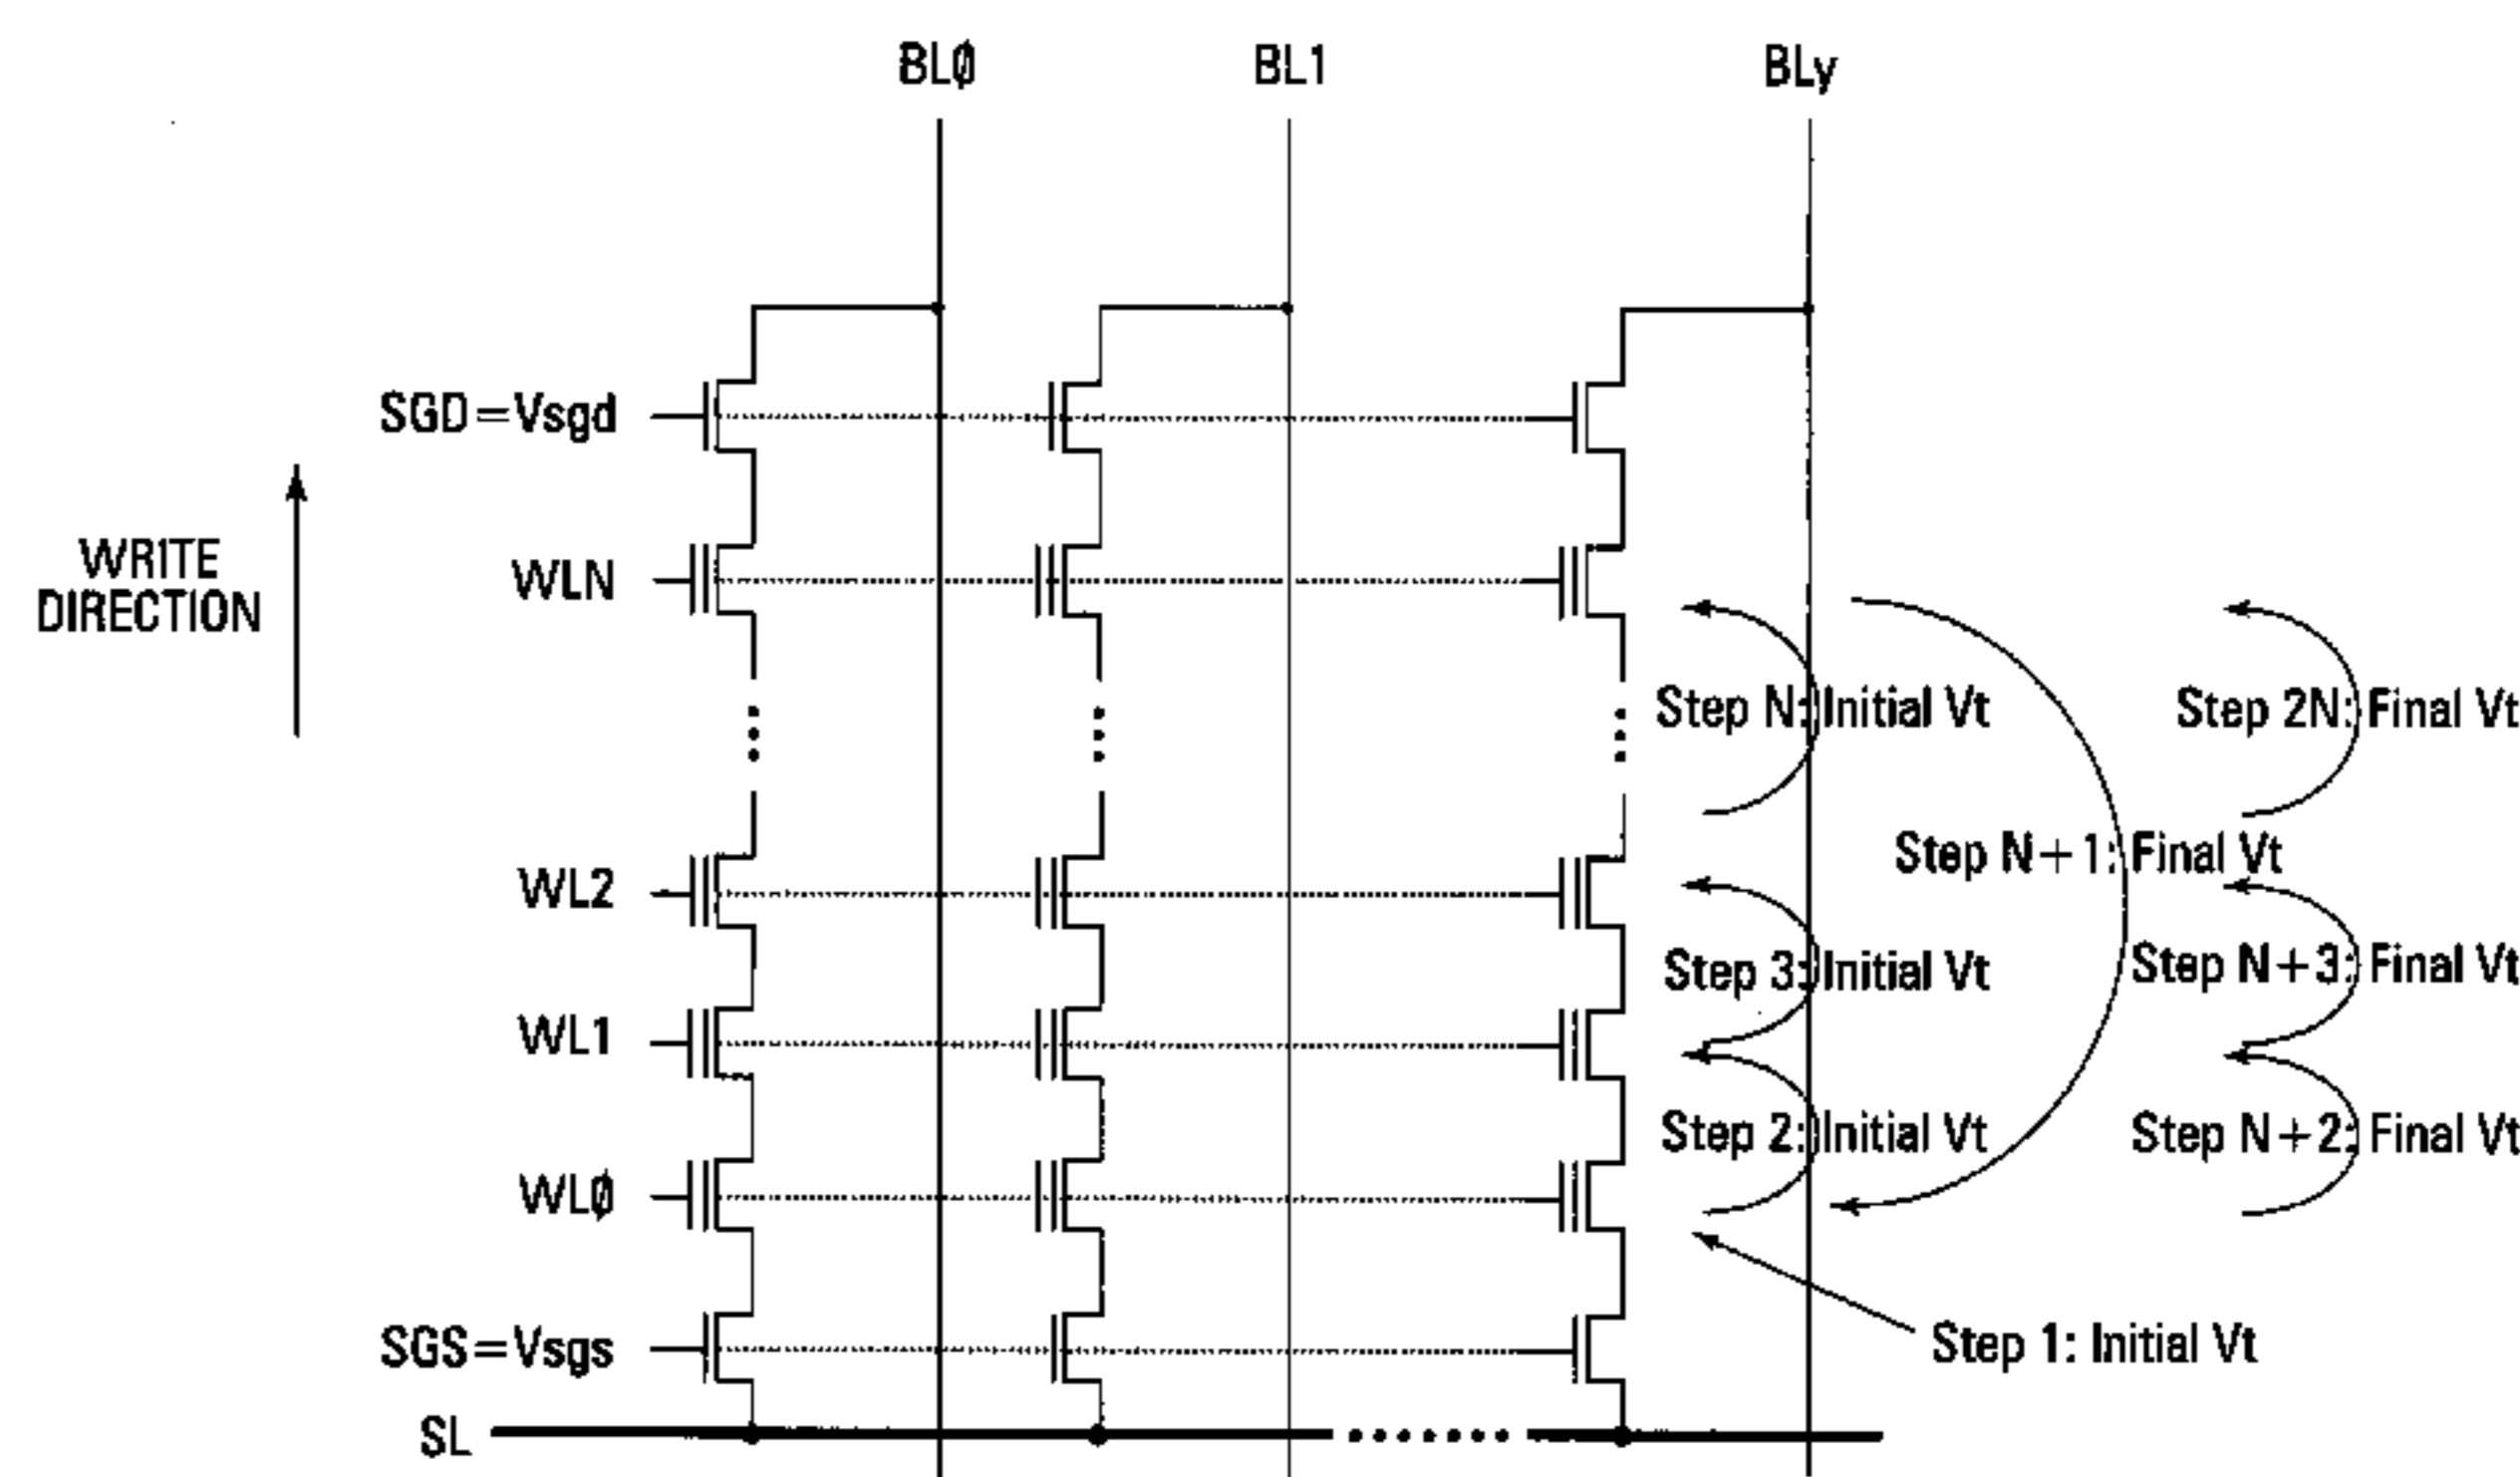 BLØ BL1 BLy
SGD=Vsgd
WRITE
DIRECTION
WLN
Step N: Initial Vt
Step 2N: Final Vt
Step N+1: Final Vt
WL2
Step 3: Initial Vt
Step N+3: Final Vt
WL1
Step 2: Initial Vt
Step N+2: Final Vt
WLØ
SGS=Vsgs
Step 1: Initial Vt
SL